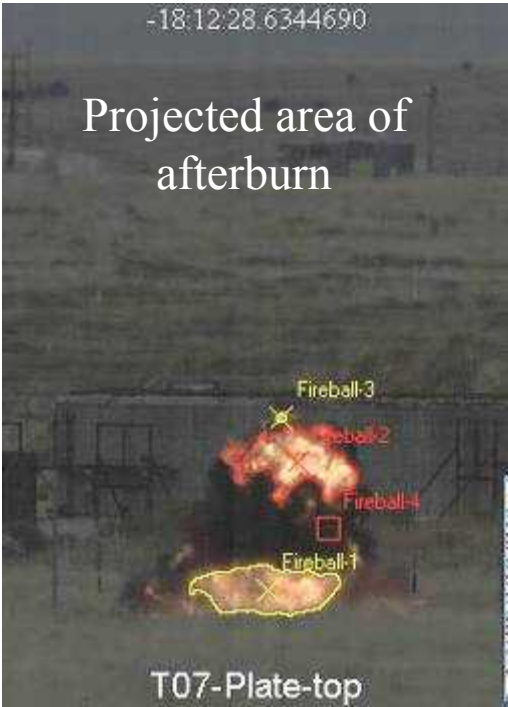 -18:12:28.6344690
Projected area of
afterburn
Fireball-3
Fireball-2
Fireball-4
Fireball-1
T07-Plate-top